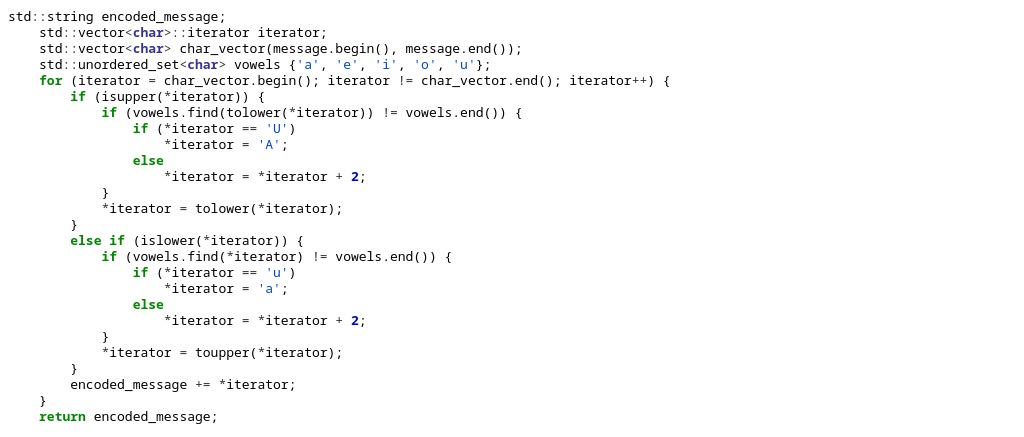 std::string encoded_message;
    std::vector<char>::iterator iterator;
    std::vector<char> char_vector(message.begin(), message.end());
    std::unordered_set<char> vowels {'a', 'e', 'i', 'o', 'u'};
    for (iterator = char_vector.begin(); iterator != char_vector.end(); iterator++) {
        if (isupper(*iterator)) {
            if (vowels.find(tolower(*iterator)) != vowels.end()) {
                if (*iterator == 'U')
                    *iterator = 'A';
                else
                    *iterator = *iterator + 2;
            }
            *iterator = tolower(*iterator);
        }
        else if (islower(*iterator)) {
            if (vowels.find(*iterator) != vowels.end()) {
                if (*iterator == 'u')
                    *iterator = 'a';
                else
                    *iterator = *iterator + 2;
            }
            *iterator = toupper(*iterator);
        }
        encoded_message += *iterator;
    }
    return encoded_message;